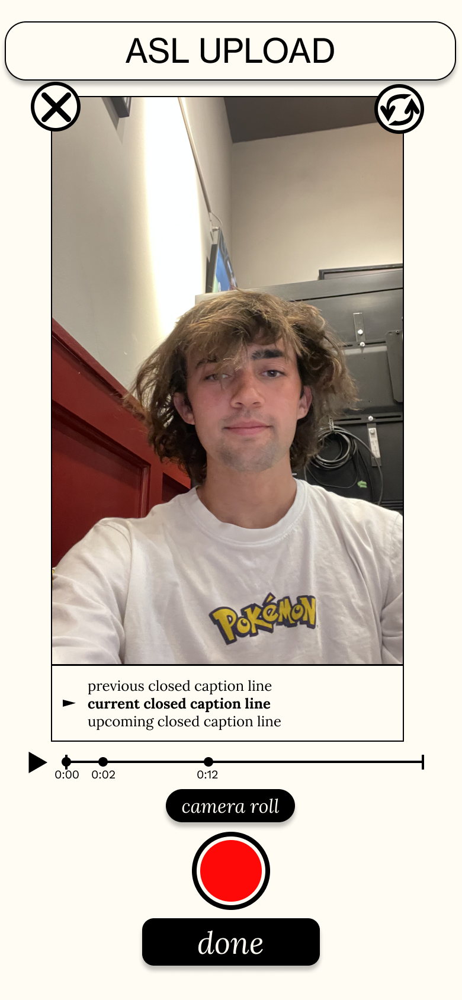 ASL UPLOAD
POKéMON
previous closed caption line
current closed caption line
upcoming closed caption line
0:00 0:02 0:12
camera roll
done